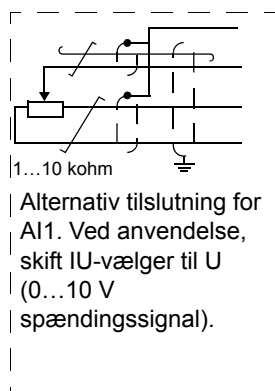 1…10 kohm
Alternativ tilslutning for
AI1. Ved anvendelse,
skift IU-vælger til U
(0…10 V
spændingssignal).